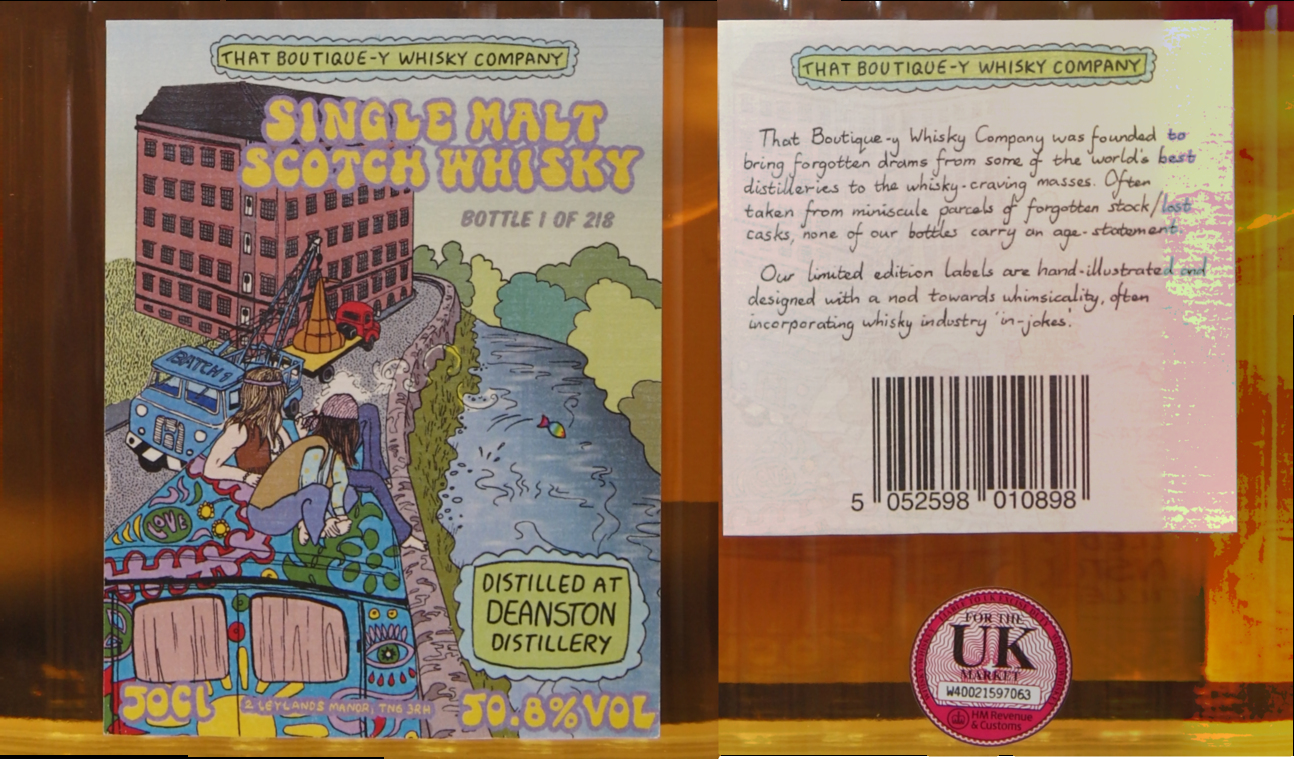 THAT BOUTIQUE-Y WHISKY COMPANY
SINGLE MALT
SCOTCH WHISKY
BOTTLE 1 OF 218
BATCH 9
LOVE
DISTILLED AT
DEANSTON
DISTILLERY
50cl
2 LEYLANDS MANOR, TN6 3RH
50.8% VOL
THAT BOUTIQUE-Y WHISKY COMPANY
That Boutique-y Whisky Company was founded to
bring forgotten drams from some of the world's best
distilleries to the whisky-craving masses. Often
taken from miniscule parcels of forgotten stock/lost
casks, none of our bottles carry an age-statement.
Our limited edition labels are hand-illustrated and
designed with a nod towards whimsicality, often
incorporating whisky industry 'in-jokes'.
5 052598 010898
FOR THE
UK
MARKET
W40021597063
HM Revenue
& Customs